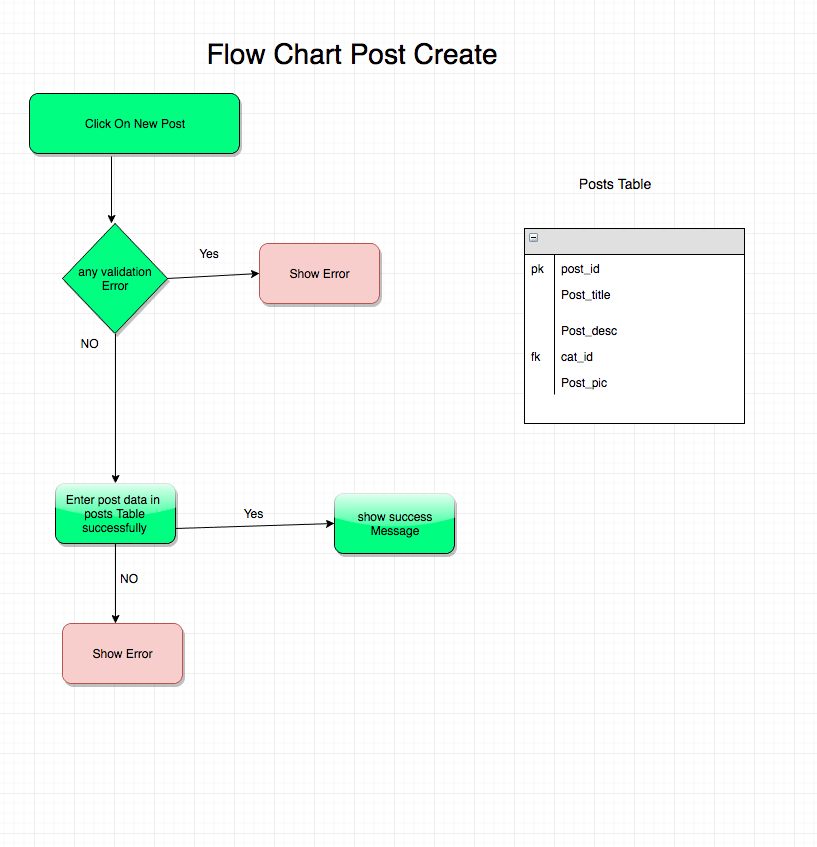 Flow Chart Post Create
Click On New Post
Posts Table
any validation
Error
Yes
Show Error
NO
pk post_id
Post_title
Post_desc
fk cat_id
Post_pic
Enter post data in
posts Table
successfully
Yes
show success
Message
NO
Show Error